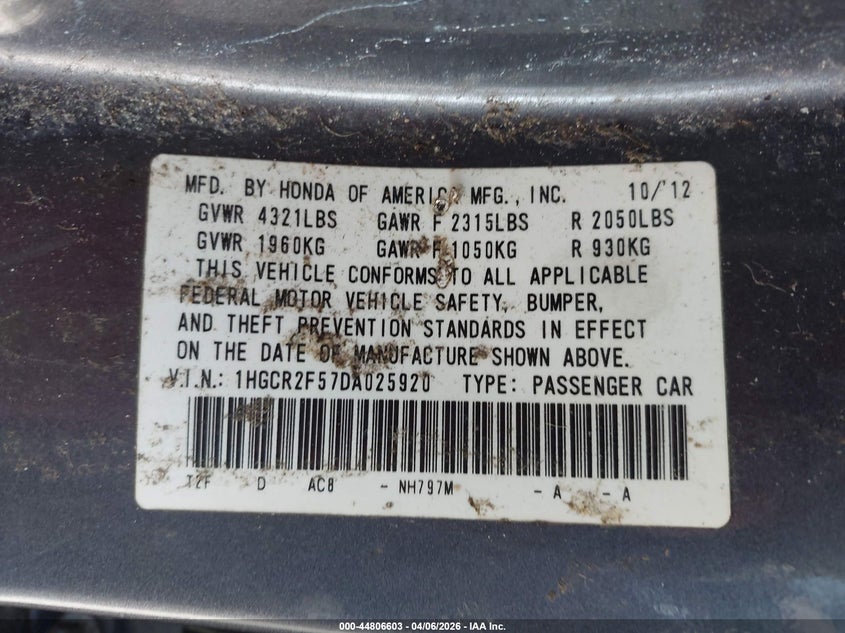 MFD. BY HONDA OF AMERICA MFG., INC. 10/'12
GVWR 4321LBS GAWR F 2315LBS R 2050LBS
GVWR 1960KG GAWR F 1050KG R 930KG
THIS VEHICLE CONFORMS TO ALL APPLICABLE
FEDERAL MOTOR VEHICLE SAFETY, BUMPER,
AND THEFT PREVENTION STANDARDS IN EFFECT
ON THE DATE OF MANUFACTURE SHOWN ABOVE.
V.I.N.: 1HGCR2F57DA025920 TYPE: PASSENGER CAR
T2F D AC8 - NH797M - A - A
000-44806603 - 04/06/2026 - IAA Inc.